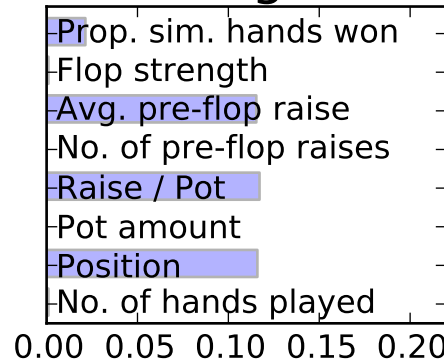 Prop. sim. hands won
Flop strength
Avg. pre-flop raise
No. of pre-flop raises
Raise / Pot
Pot amount
Position
No. of hands played
0.00 0.05 0.10 0.15 0.20